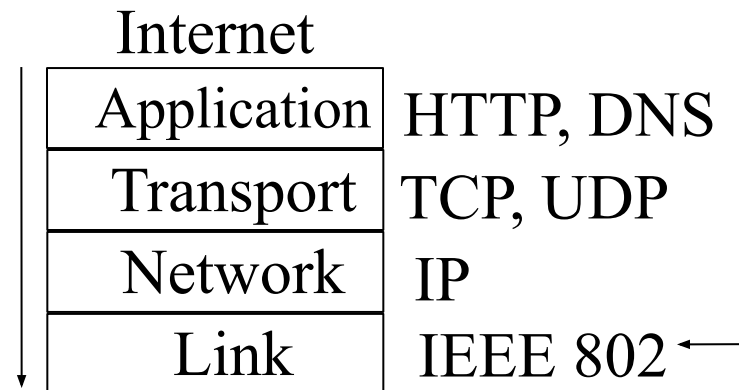 Internet
Application HTTP, DNS
Transport TCP, UDP
Network IP
Link IEEE 802